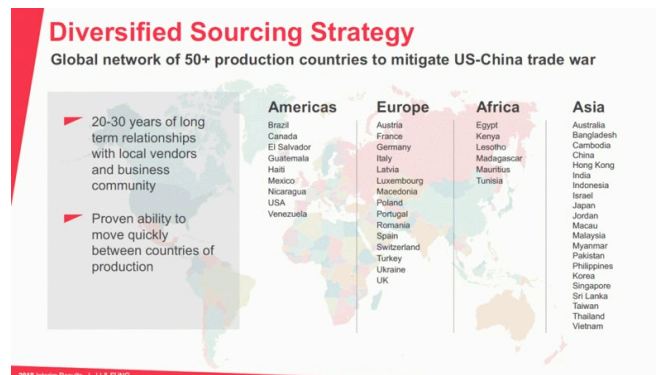 Diversified Sourcing Strategy
Global network of 50+ production countries to mitigate US-China trade war
20-30 years of long
term relationships
with local vendors
and business
community
Proven ability to
move quickly
between countries of
production
Americas
Brazil
Canada
El Salvador
Guatemala
Haiti
Mexico
Nicaragua
USA
Venezuela
Europe
Austria
France
Germany
Italy
Latvia
Luxembourg
Macedonia
Poland
Portugal
Romania
Spain
Switzerland
Turkey
Ukraine
UK
Africa
Egypt
Kenya
Lesotho
Madagascar
Mauritius
Tunisia
Asia
Australia
Bangladesh
Cambodia
China
Hong Kong
India
Indonesia
Israel
Japan
Jordan
Macau
Malaysia
Myanmar
Pakistan
Philippines
Korea
Singapore
Sri Lanka
Taiwan
Thailand
Vietnam